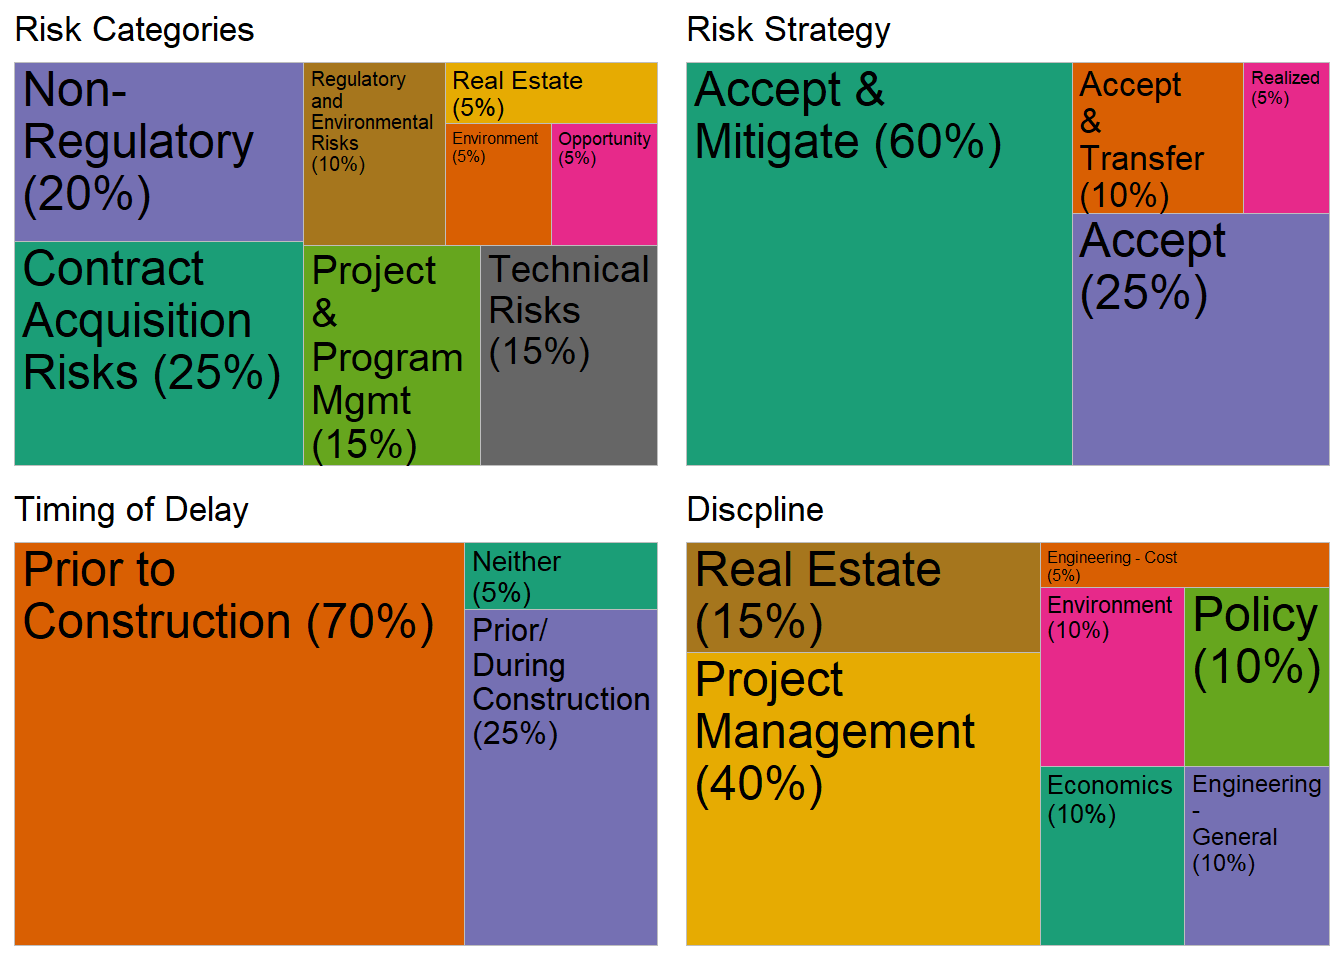 Risk Categories
Non-
Regulatory
(20%)
Regulatory
and
Environmental
Risks
(10%)
Real Estate
(5%)
Environment
(5%)
Opportunity
(5%)
Contract
Acquisition
Risks (25%)
Project
&
Program
Mgmt
(15%)
Technical
Risks
(15%)
Risk Strategy
Accept &
Mitigate (60%)
Accept
&
Transfer
(10%)
Realized
(5%)
Accept
(25%)
Timing of Delay
Prior to
Construction (70%)
Neither
(5%)
Prior/
During
Construction
(25%)
Discpline
Real Estate
(15%)
Project
Management
(40%)
Engineering - Cost
(5%)
Environment
(10%)
Policy
(10%)
Economics
(10%)
Engineering
-
General
(10%)